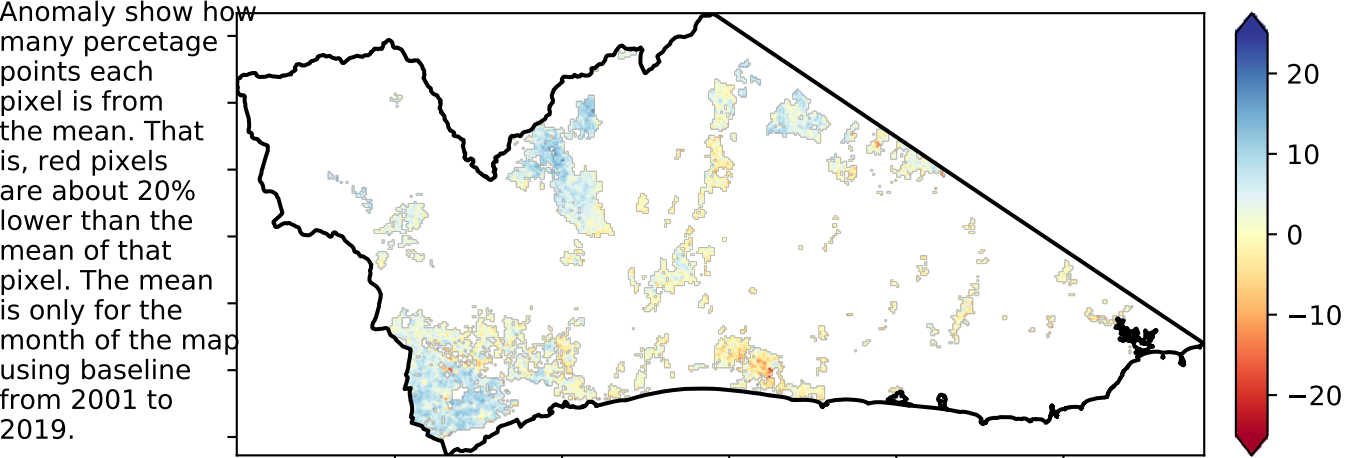 Anomaly show how
many percetage
points each
pixel is from
the mean. That
is, red pixels
are about 20%
lower than the
mean of that
pixel. The mean
is only for the
month of the map
using baseline
from 2001 to
2019.
20
10
0
−10
−20